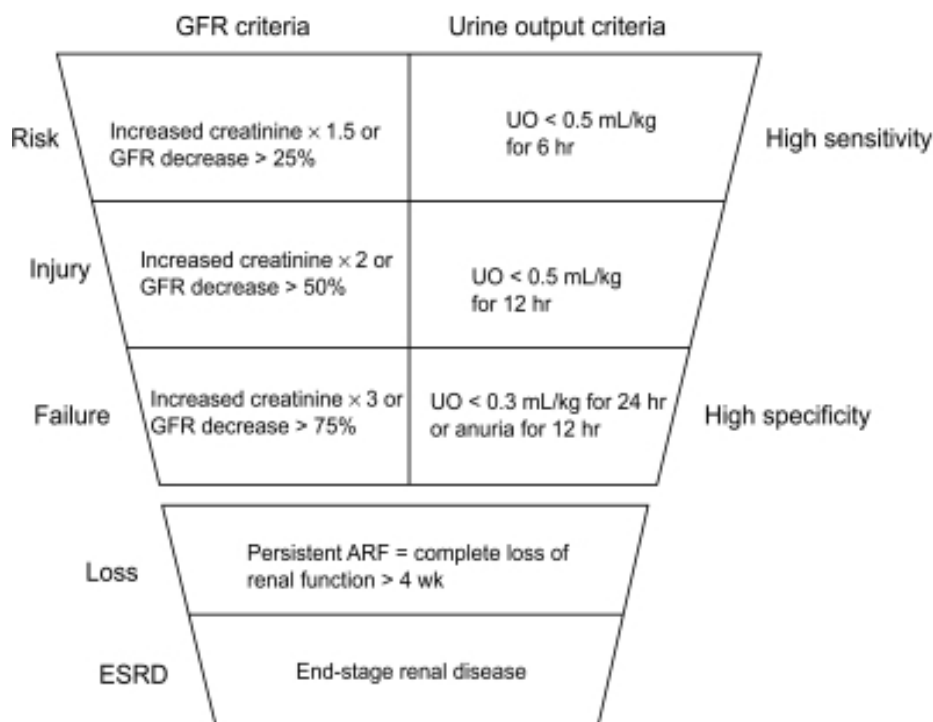 GFR criteria
Urine output criteria
Risk
Increased creatinine × 1.5 or
GFR decrease > 25%
UO < 0.5 mL/kg
for 6 hr
High sensitivity
Injury
Increased creatinine × 2 or
GFR decrease > 50%
UO < 0.5 mL/kg
for 12 hr
Failure
Increased creatinine × 3 or
GFR decrease > 75%
UO < 0.3 mL/kg for 24 hr
or anuria for 12 hr
High specificity
Loss
Persistent ARF = complete loss of
renal function > 4 wk
ESRD
End-stage renal disease